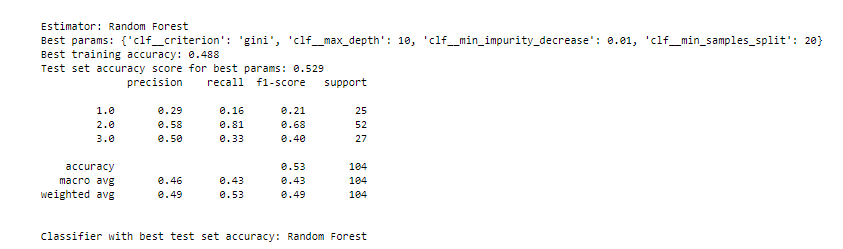 Estimator: Random Forest
Best params: {'clf__criterion': 'gini', 'clf__max_depth': 10, 'clf__min_impurity_decrease': 0.01, 'clf__min_samples_split': 20}
Best training accuracy: 0.488
Test set accuracy score for best params: 0.529
precision recall f1-score support
1.0 0.29 0.16 0.21 25
2.0 0.58 0.81 0.68 52
3.0 0.50 0.33 0.40 27
accuracy 0.53 104
macro avg 0.46 0.43 0.43 104
weighted avg 0.49 0.53 0.49 104
Classifier with best test set accuracy: Random Forest